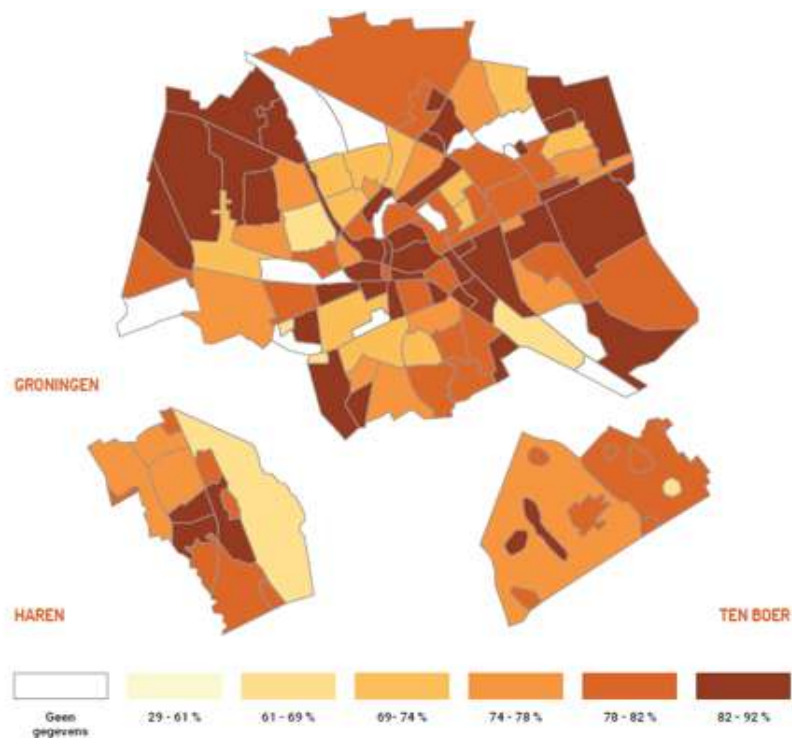 GRONINGEN
HAREN
TEN BOER
Geen
gegevens
29 - 61 %
61 - 69 %
69- 74 %
74 - 78 %
78 - 82 %
82 - 92 %